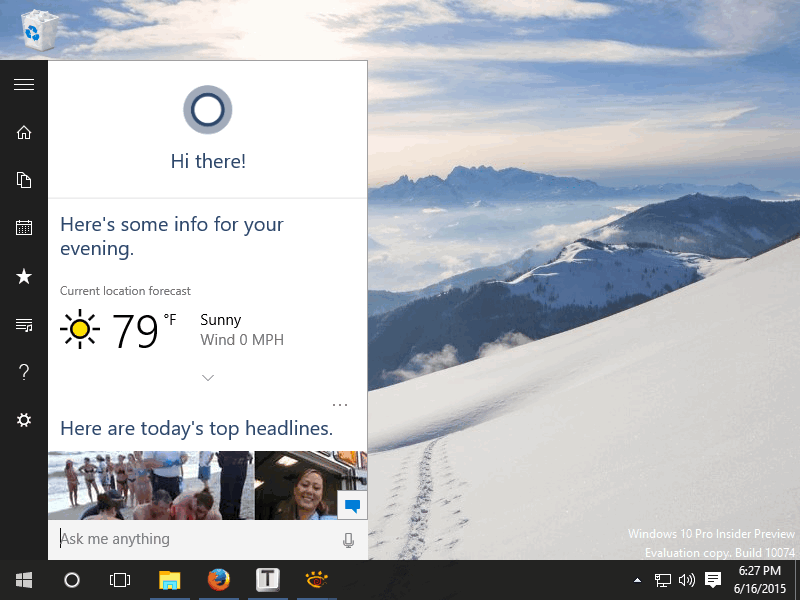 Hi there!
Here's some info for your
evening.
Current location forecast
79 °F
Sunny
Wind 0 MPH
...
Here are today's top headlines.
Ask me anything
Windows 10 Pro Insider Preview
Evaluation copy. Build 10074
T
6:27 PM
6/16/2015